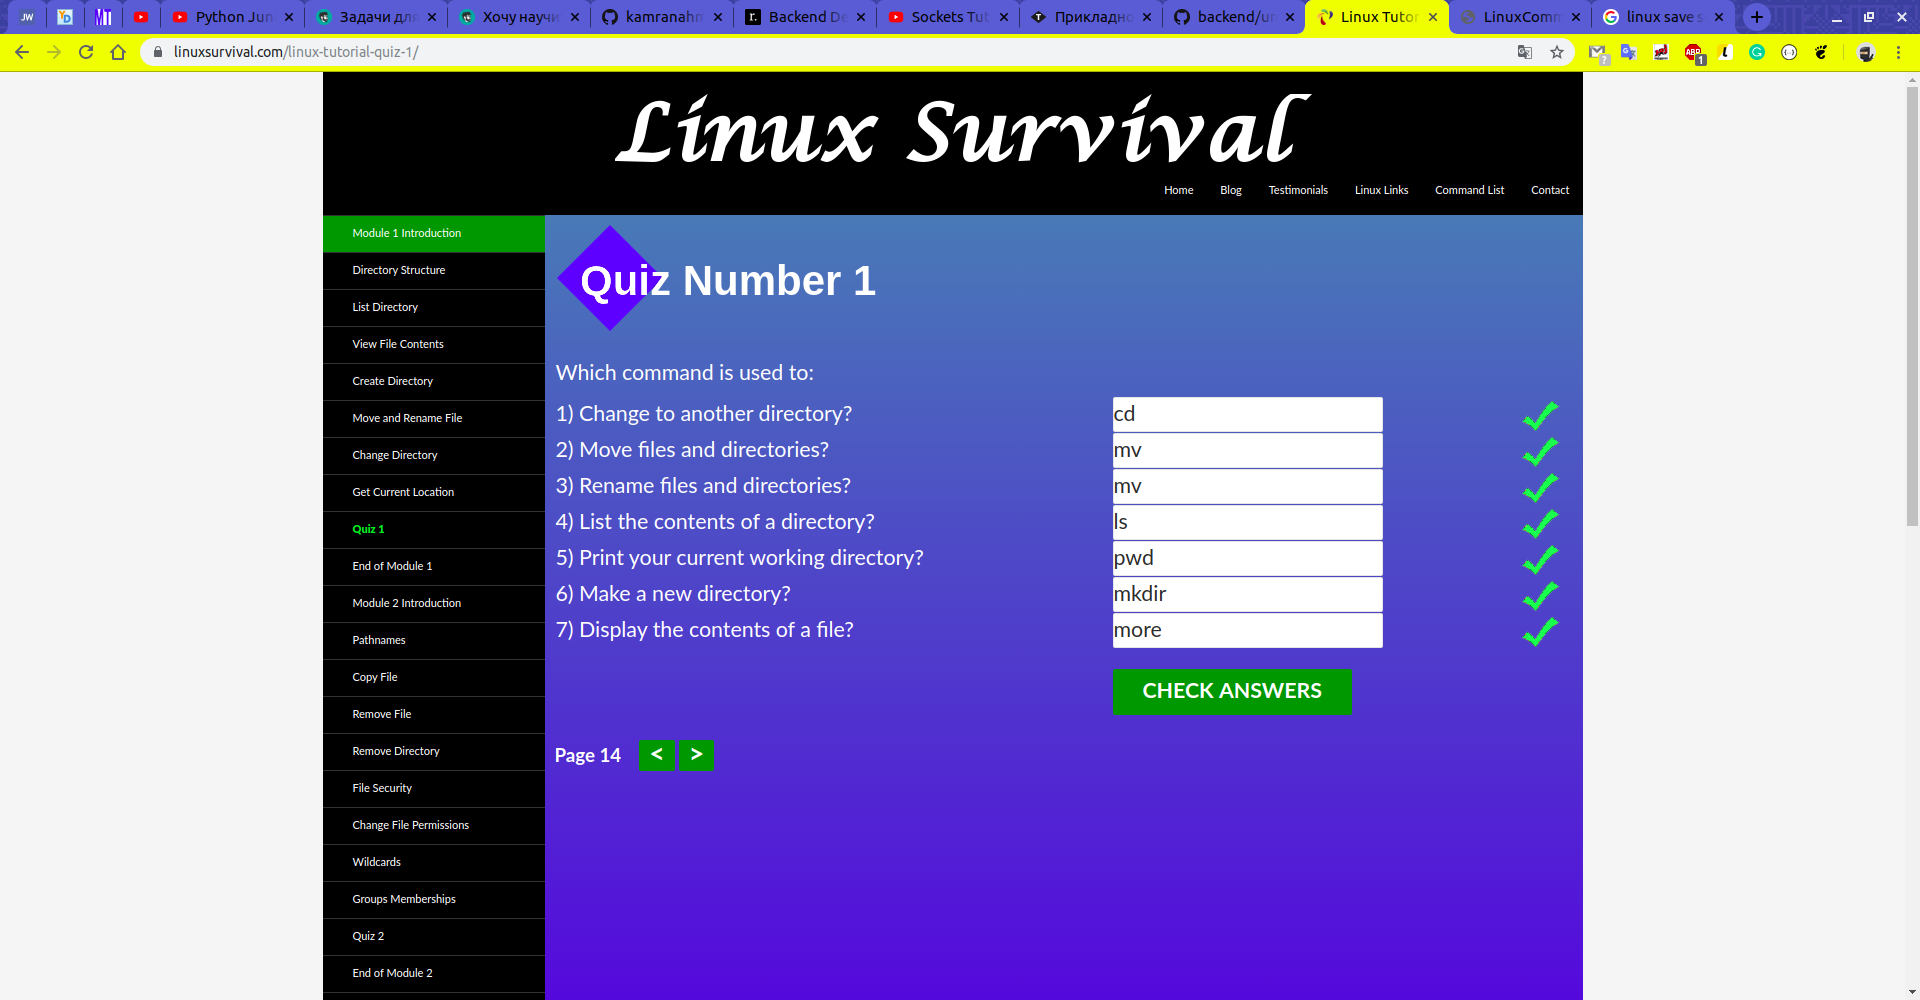 JW
Python Jun
Задачи для
Хочу научи
kamranahm
r. Backend De
Sockets Tut
T Прикладно
backend/un
Linux Tutor
LinuxComm
linux save s
linuxsurvival.com/linux-tutorial-quiz-1/
ABP
1
Linux Survival
Home Blog Testimonials Linux Links Command List Contact
Module 1 Introduction
Directory Structure
List Directory
View File Contents
Create Directory
Move and Rename File
Change Directory
Get Current Location
Quiz 1
End of Module 1
Module 2 Introduction
Pathnames
Copy File
Remove File
Remove Directory
File Security
Change File Permissions
Wildcards
Groups Memberships
Quiz 2
End of Module 2
Quiz Number 1
Which command is used to:
1) Change to another directory? cd
2) Move files and directories? mv
3) Rename files and directories? mv
4) List the contents of a directory? ls
5) Print your current working directory? pwd
6) Make a new directory? mkdir
7) Display the contents of a file? more
CHECK ANSWERS
Page 14 < >